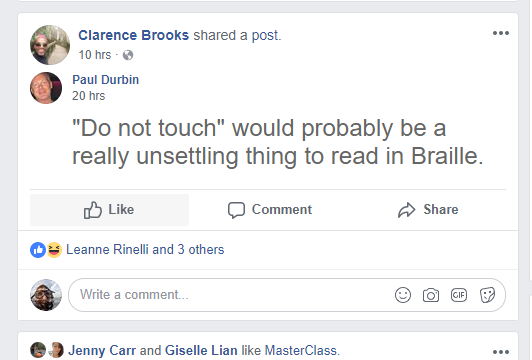 Clarence Brooks shared a post.
10 hrs ·
Paul Durbin
20 hrs
"Do not touch" would probably be a
really unsettling thing to read in Braille.
Like Comment Share
Leanne Rinelli and 3 others
Write a comment...
GIF
Jenny Carr and Giselle Lian like MasterClass.